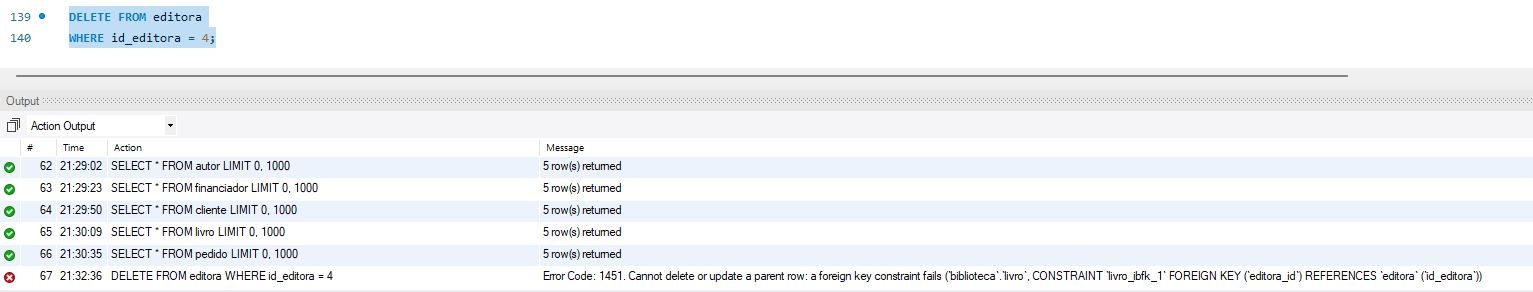 139 DELETE FROM editora
140 WHERE id_editora = 4;
Output
Action Output
# Time Action Message
62 21:29:02 SELECT * FROM autor LIMIT 0, 1000 5 row(s) returned
63 21:29:23 SELECT * FROM financiador LIMIT 0, 1000 5 row(s) returned
64 21:29:50 SELECT * FROM cliente LIMIT 0, 1000 5 row(s) returned
65 21:30:09 SELECT * FROM livro LIMIT 0, 1000 5 row(s) returned
66 21:30:35 SELECT * FROM pedido LIMIT 0, 1000 5 row(s) returned
67 21:32:36 DELETE FROM editora WHERE id_editora = 4 Error Code: 1451. Cannot delete or update a parent row: a foreign key constraint fails (`biblioteca`.`livro`, CONSTRAINT `livro_ibfk_1` FOREIGN KEY (`editora_id`) REFERENCES `editora` (`id_editora`))